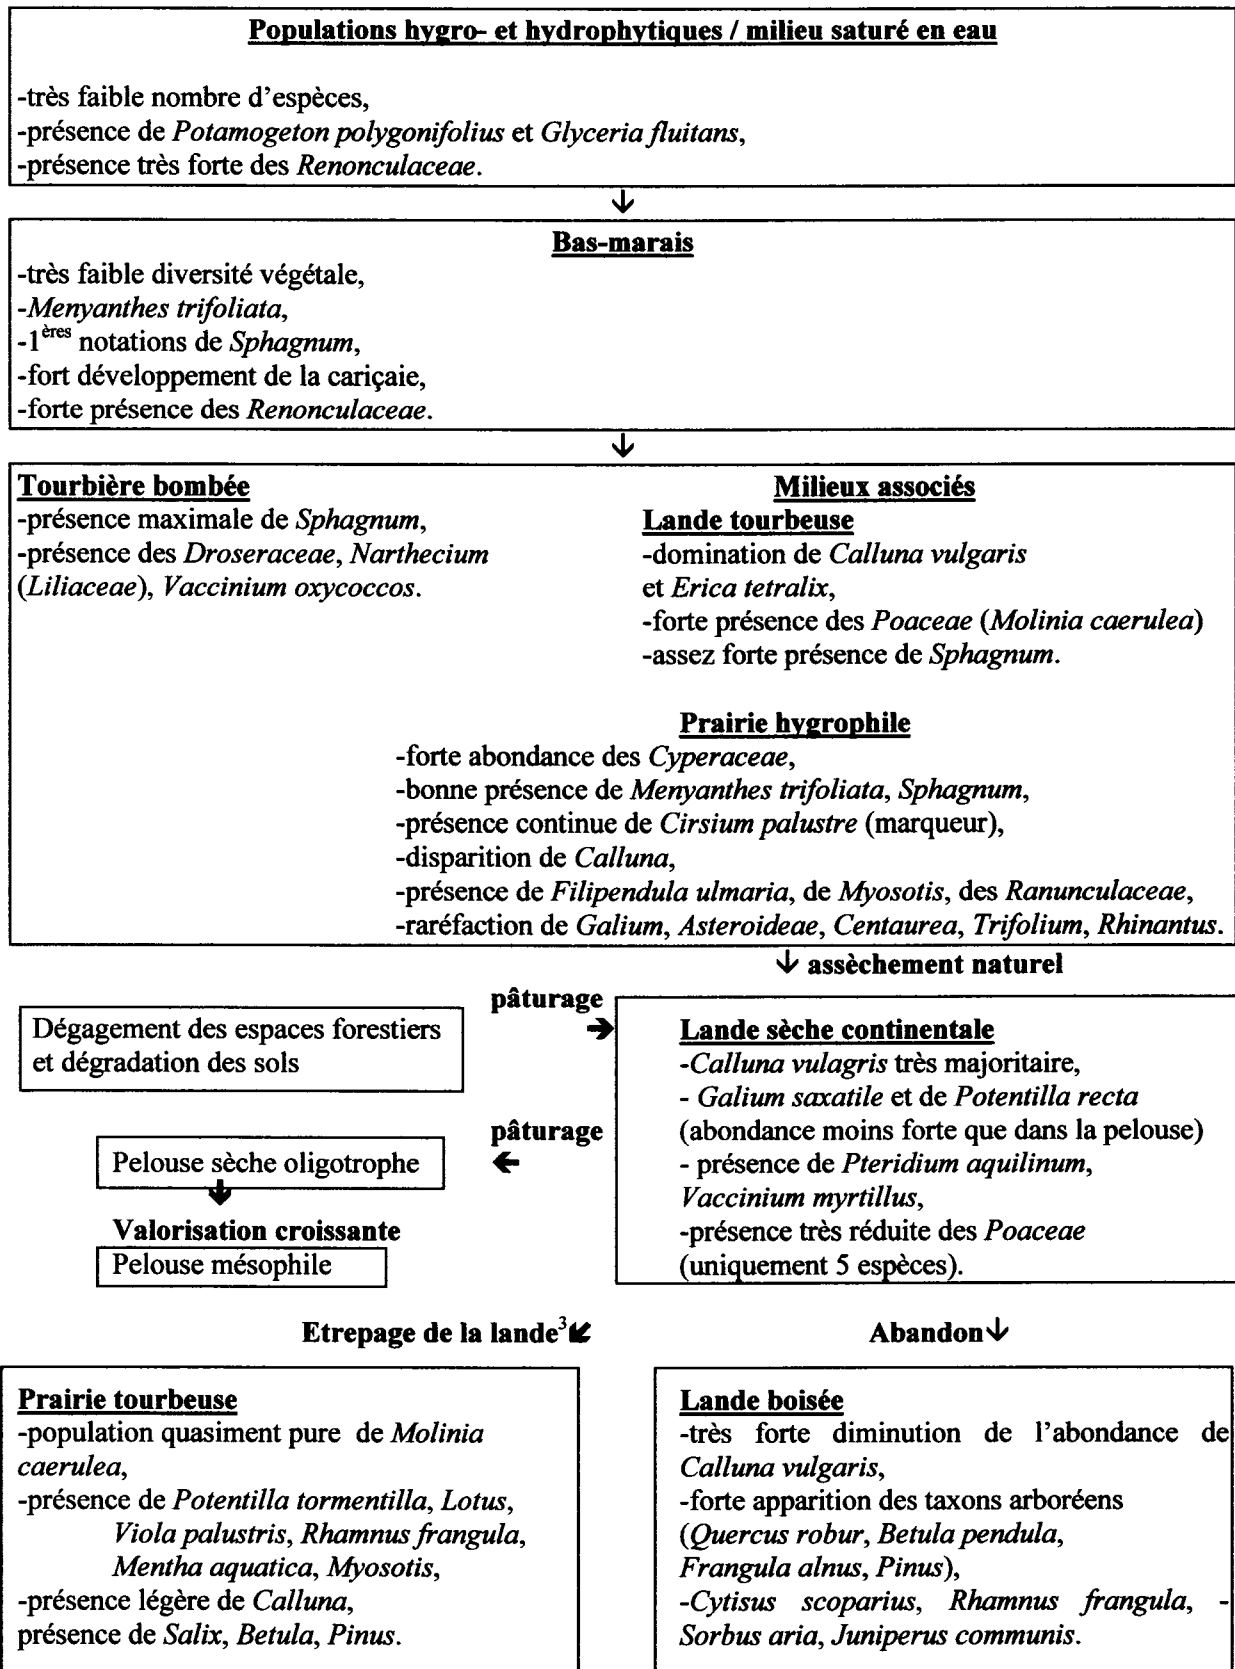 Populations hygro- et hydrophytiques / milieu saturé en eau
-très faible nombre d'espèces,
-présence de Potamogeton polygonifolius et Glyceria fluitans,
-présence très forte des Renonculaceae.
↓
Bas-marais
-très faible diversité végétale,
-Menyanthes trifoliata,
-1ères notations de Sphagnum,
-fort développement de la cariçaie,
-forte présence des Renonculaceae.
↓
Tourbière bombée
-présence maximale de Sphagnum,
-présence des Droseraceae, Narthecium
(Liliaceae), Vaccinium oxycoccos.
Milieux associés
Lande tourbeuse
-domination de Calluna vulgaris
et Erica tetralix,
-forte présence des Poaceae (Molinia caerulea)
-assez forte présence de Sphagnum.
Prairie hygrophile
-forte abondance des Cyperaceae,
-bonne présence de Menyanthes trifoliata, Sphagnum,
-présence continue de Cirsium palustre (marqueur),
-disparition de Calluna,
-présence de Filipendula ulmaria, de Myosotis, des Ranunculaceae,
-raréfaction de Galium, Asteroideae, Centaurea, Trifolium, Rhinantus.
↓ assèchement naturel
Dégagement des espaces forestiers
et dégradation des sols
pâturage
→
Lande sèche continentale
-Calluna vulagris très majoritaire,
- Galium saxatile et de Potentilla recta
(abondance moins forte que dans la pelouse)
- présence de Pteridium aquilinum,
Vaccinium myrtillus,
-présence très réduite des Poaceae
(uniquement 5 espèces).
pâturage
←
Pelouse sèche oligotrophe
↓
Valorisation croissante
Pelouse mésophile
Etrepage de la lande3↙
Abandon↓
Prairie tourbeuse
-population quasiment pure de Molinia
caerulea,
-présence de Potentilla tormentilla, Lotus,
Viola palustris, Rhamnus frangula,
Mentha aquatica, Myosotis,
-présence légère de Calluna,
présence de Salix, Betula, Pinus.
Lande boisée
-très forte diminution de l'abondance de
Calluna vulgaris,
-forte apparition des taxons arboréens
(Quercus robur, Betula pendula,
Frangula alnus, Pinus),
-Cytisus scoparius, Rhamnus frangula, -
Sorbus aria, Juniperus communis.